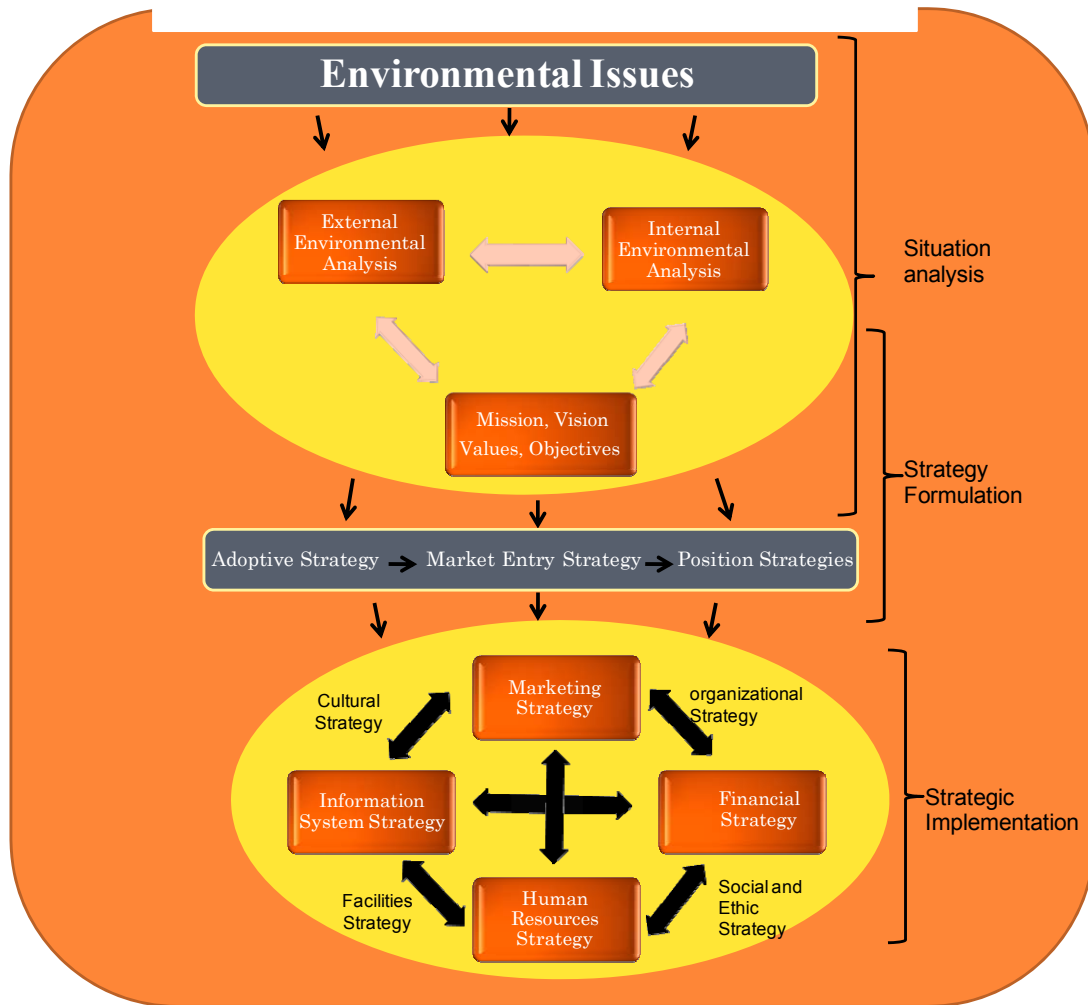 Environmental Issues
External
Environmental
Analysis
Internal
Environmental
Analysis
Situation
analysis
Mission, Vision
Values, Objectives
Strategy
Formulation
Adoptive Strategy
Market Entry Strategy
Position Strategies
Marketing
Strategy
Cultural
Strategy
organizational
Strategy
Information
System Strategy
Financial
Strategy
Strategic
Implementation
Facilities
Strategy
Human
Resources
Strategy
Social and
Ethic
Strategy